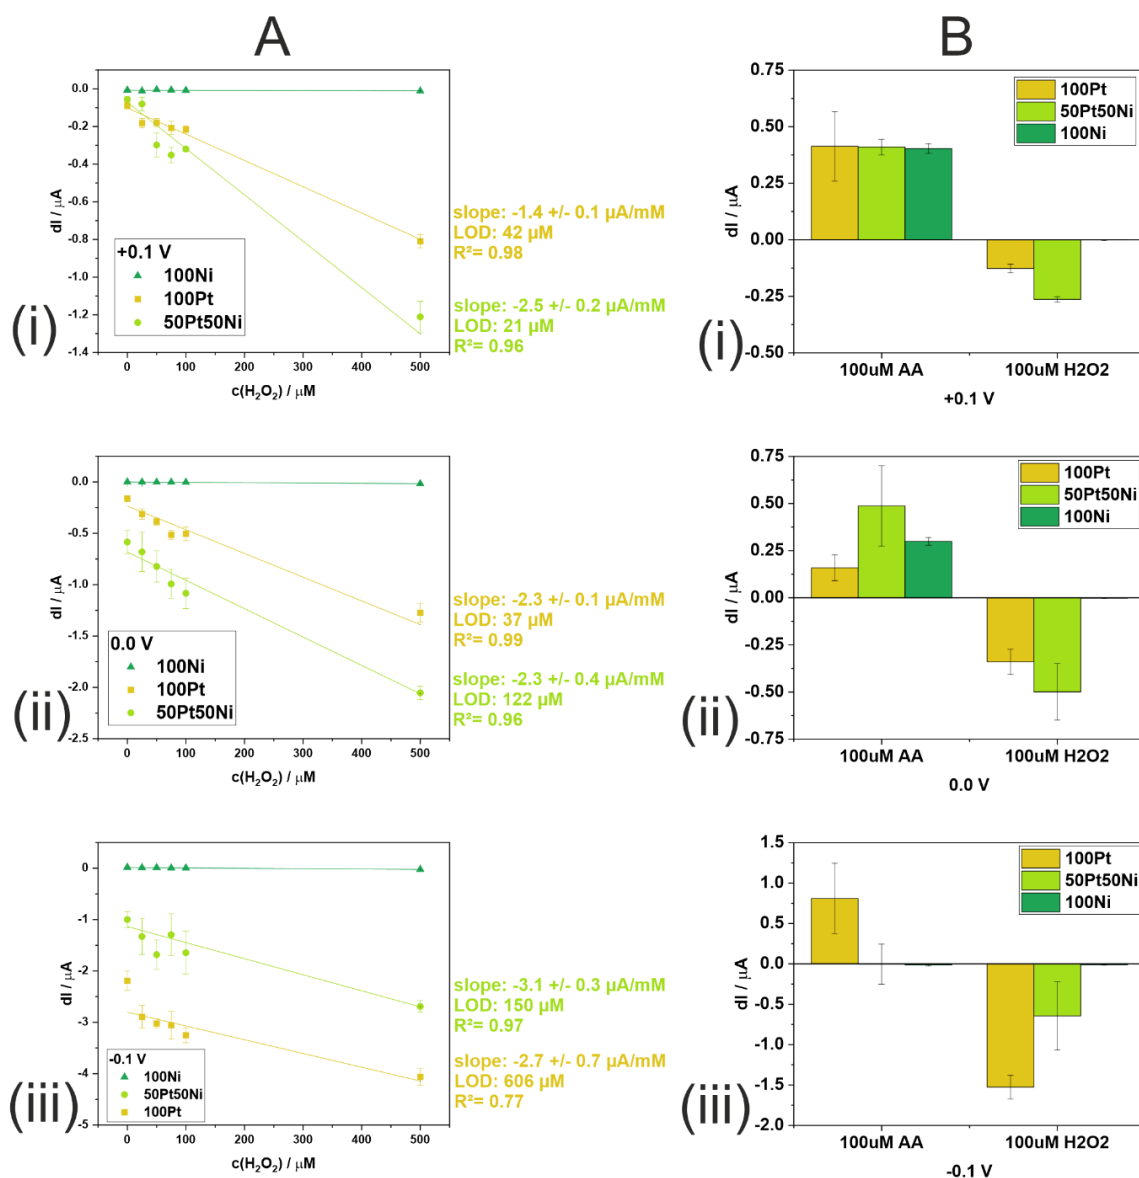 A
B
0.0
-0.2
-0.4
-0.6
-0.8
-1.0
-1.2
-1.4
dI / μA
0
100
200
300
400
500
c(H₂O₂) / μM
+0.1 V
100Ni
100Pt
50Pt50Ni
(i)
slope: -1.4 +/- 0.1 μA/mM
LOD: 42 μM
R²= 0.98
slope: -2.5 +/- 0.2 μA/mM
LOD: 21 μM
R²= 0.96
0.75
0.50
0.25
0.00
-0.25
-0.50
dI / μA
100Pt
50Pt50Ni
100Ni
100uM AA
100uM H2O2
+0.1 V
(i)
0.0
-0.5
-1.0
-1.5
-2.0
-2.5
dI / μA
0
100
200
300
400
500
c(H₂O₂) / μM
0.0 V
100Ni
100Pt
50Pt50Ni
(ii)
slope: -2.3 +/- 0.1 μA/mM
LOD: 37 μM
R²= 0.99
slope: -2.3 +/- 0.4 μA/mM
LOD: 122 μM
R²= 0.96
0.75
0.50
0.25
0.00
-0.25
-0.50
-0.75
dI / μA
100Pt
50Pt50Ni
100Ni
100uM AA
100uM H2O2
0.0 V
(ii)
0
-1
-2
-3
-4
-5
dI / μA
0
100
200
300
400
500
c(H₂O₂) / μM
-0.1 V
100Ni
50Pt50Ni
100Pt
(iii)
slope: -3.1 +/- 0.3 μA/mM
LOD: 150 μM
R²= 0.97
slope: -2.7 +/- 0.7 μA/mM
LOD: 606 μM
R²= 0.77
1.5
1.0
0.5
0.0
-0.5
-1.0
-1.5
-2.0
dI / μA
100Pt
50Pt50Ni
100Ni
100uM AA
100uM H2O2
-0.1 V
(iii)